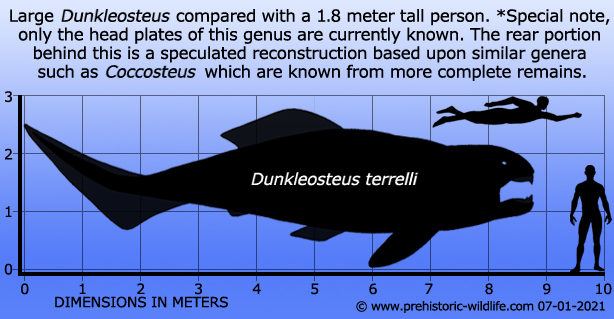 Large Dunkleosteus compared with a 1.8 meter tall person. *Special note,
only the head plates of this genus are currently known. The rear portion
behind this is a speculated reconstruction based upon similar genera
such as Coccosteus which are known from more complete remains.
3
2
Dunkleosteus terrelli
1
0
0 1 2 3 4 5 6 7 8 9 10
DIMENSIONS IN METERS
© www.prehistoric-wildlife.com 07-01-2021